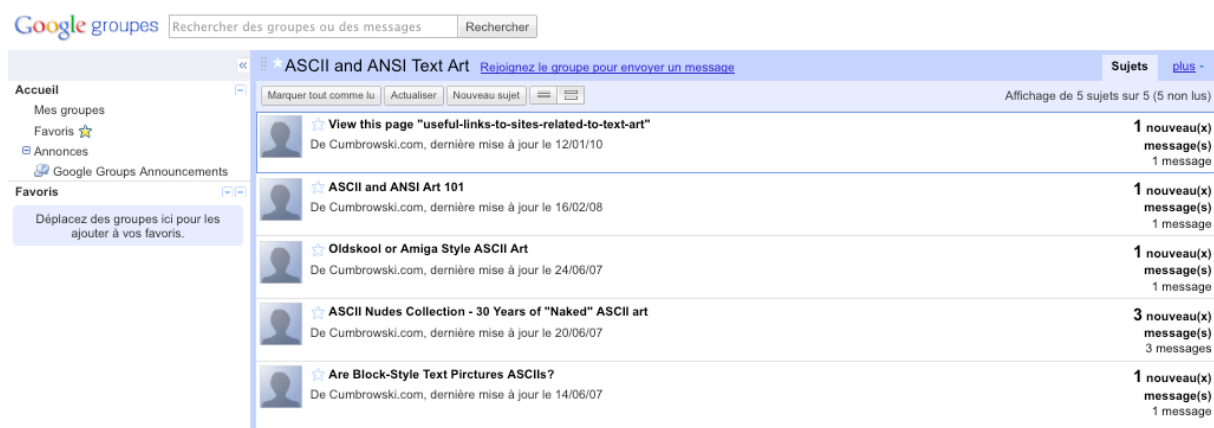 Google groupes
Rechercher des groupes ou des messages
Rechercher
«
ASCII and ANSI Text Art Rejoignez le groupe pour envoyer un message
Sujets plus
Marquer tout comme lu Actualiser Nouveau sujet
Affichage de 5 sujets sur 5 (5 non lus)
Accueil
Mes groupes
Favoris
Annonces
Google Groups Announcements
Favoris
Déplacez des groupes ici pour les
ajouter à vos favoris.
View this page "useful-links-to-sites-related-to-text-art"
De Cumbrowski.com, dernière mise à jour le 12/01/10
1 nouveau(x)
message(s)
1 message
ASCII and ANSI Art 101
De Cumbrowski.com, dernière mise à jour le 16/02/08
1 nouveau(x)
message(s)
1 message
Oldskool or Amiga Style ASCII Art
De Cumbrowski.com, dernière mise à jour le 24/06/07
1 nouveau(x)
message(s)
1 message
ASCII Nudes Collection - 30 Years of "Naked" ASCII art
De Cumbrowski.com, dernière mise à jour le 20/06/07
3 nouveau(x)
message(s)
3 messages
Are Block-Style Text Pirctures ASCIIs?
De Cumbrowski.com, dernière mise à jour le 14/06/07
1 nouveau(x)
message(s)
1 message